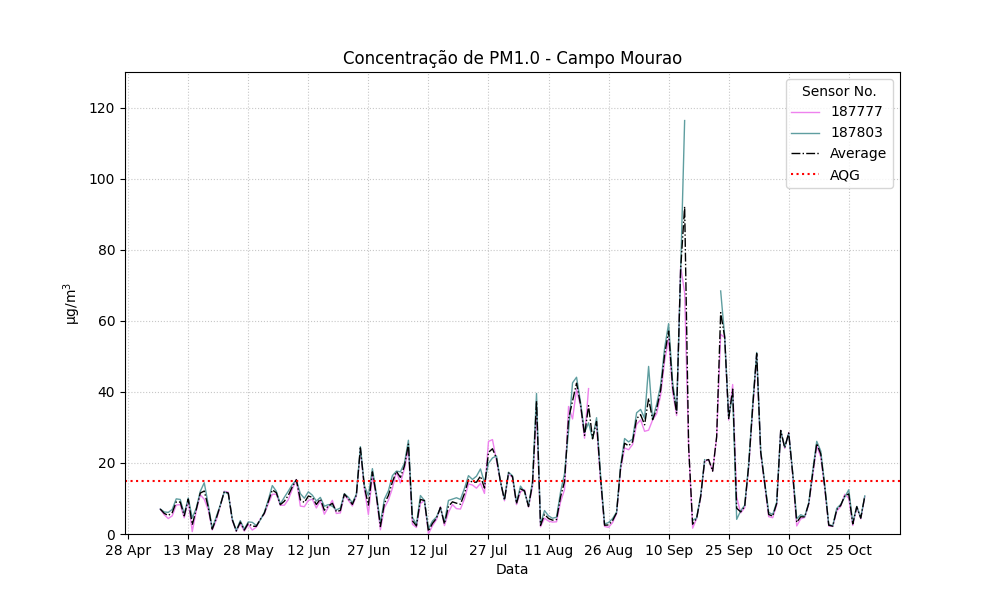 Concentração de PM1.0 - Campo Mourao
Sensor No.
187777
187803
Average
AQG
120
100
80
60
40
20
0
µg/m³
28 Apr 13 May 28 May 12 Jun 27 Jun 12 Jul 27 Jul 11 Aug 26 Aug 10 Sep 25 Sep 10 Oct 25 Oct
Data